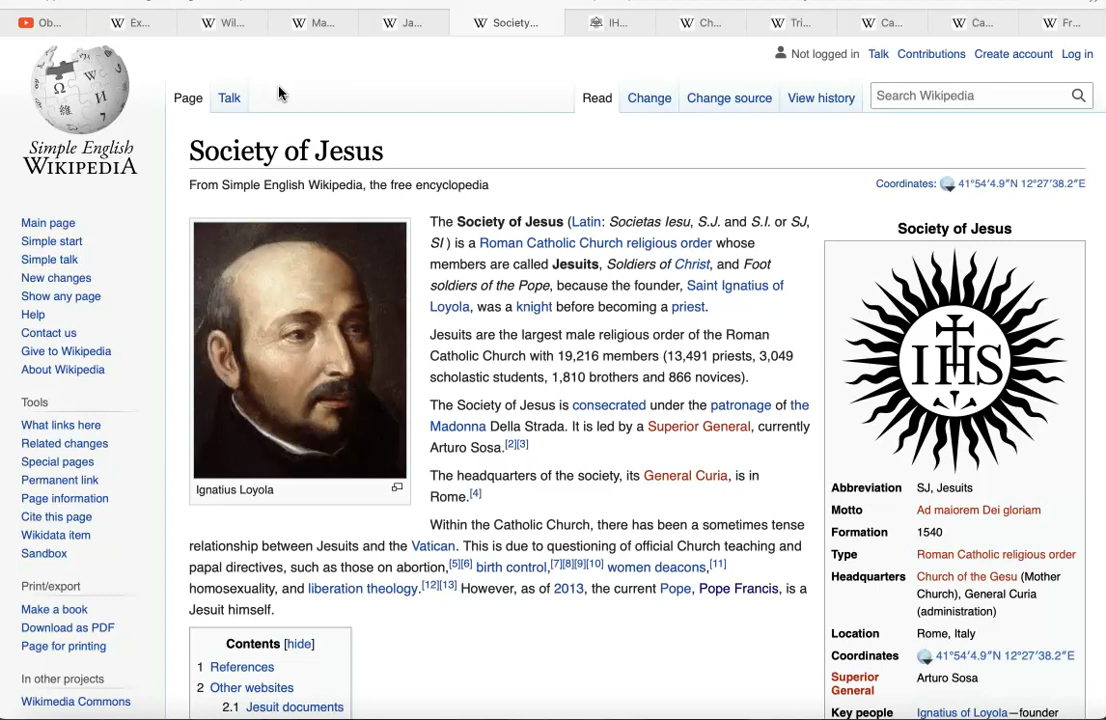 Ob... Ex... Wil... Ma... Ja... Society... IH... Ch... Tri... Ca... Ca... Fr...
Not logged in Talk Contributions Create account Log in
Page Talk Read Change Change source View history Search Wikipedia
Simple English
WIKIPEDIA
Main page
Simple start
Simple talk
New changes
Show any page
Help
Contact us
Give to Wikipedia
About Wikipedia
Tools
What links here
Related changes
Special pages
Permanent link
Page information
Cite this page
Wikidata item
Sandbox
Print/export
Make a book
Download as PDF
Page for printing
In other projects
Wikimedia Commons
Society of Jesus
From Simple English Wikipedia, the free encyclopedia
Coordinates: 41°54′4.9″N 12°27′38.2″E
Ignatius Loyola
The Society of Jesus (Latin: Societas Iesu, S.J. and S.I. or SJ,
SI ) is a Roman Catholic Church religious order whose
members are called Jesuits, Soldiers of Christ, and Foot
soldiers of the Pope, because the founder, Saint Ignatius of
Loyola, was a knight before becoming a priest.
Jesuits are the largest male religious order of the Roman
Catholic Church with 19,216 members (13,491 priests, 3,049
scholastic students, 1,810 brothers and 866 novices).
The Society of Jesus is consecrated under the patronage of the
Madonna Della Strada. It is led by a Superior General, currently
Arturo Sosa.[2][3]
The headquarters of the society, its General Curia, is in
Rome.[4]
Within the Catholic Church, there has been a sometimes tense
relationship between Jesuits and the Vatican. This is due to questioning of official Church teaching and
papal directives, such as those on abortion,[5][6] birth control,[7][8][9][10] women deacons,[11]
homosexuality, and liberation theology.[12][13] However, as of 2013, the current Pope, Pope Francis, is a
Jesuit himself.
Contents [hide]
1 References
2 Other websites
2.1 Jesuit documents
Society of Jesus
IHS
Abbreviation SJ, Jesuits
Motto Ad maiorem Dei gloriam
Formation 1540
Type Roman Catholic religious order
Headquarters Church of the Gesu (Mother
Church), General Curia
(administration)
Location Rome, Italy
Coordinates 41°54′4.9″N 12°27′38.2″E
Superior Arturo Sosa
General
Key people Ignatius of Loyola—founder